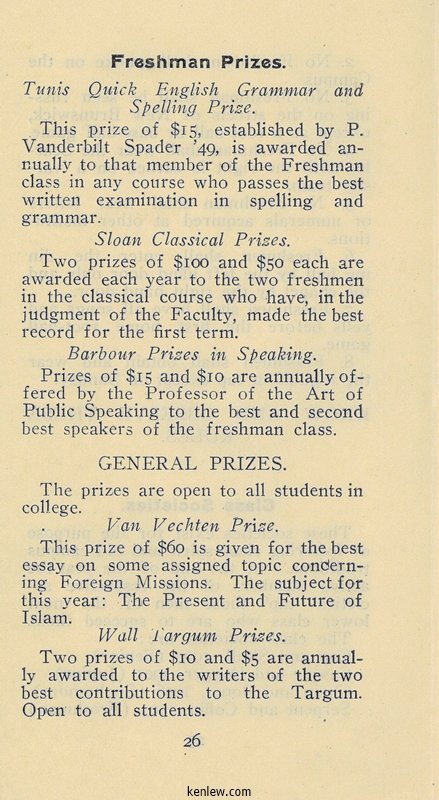 Freshman Prizes.
Tunis Quick English Grammar and
Spelling Prize.
This prize of $15, established by P.
Vanderbilt Spader '49, is awarded an-
nually to that member of the Freshman
class in any course who passes the best
written examination in spelling and
grammar.
Sloan Classical Prizes.
Two prizes of $100 and $50 each are
awarded each year to the two freshmen
in the classical course who have, in the
judgment of the Faculty, made the best
record for the first term.
Barbour Prizes in Speaking.
Prizes of $15 and $10 are annually of-
fered by the Professor of the Art of
Public Speaking to the best and second
best speakers of the freshman class.
GENERAL PRIZES.
The prizes are open to all students in
college.
Van Vechten Prize.
This prize of $60 is given for the best
essay on some assigned topic concern-
ing Foreign Missions. The subject for
this year: The Present and Future of
Islam.
Wall Targum Prizes.
Two prizes of $10 and $5 are annual-
ly awarded to the writers of the two
best contributions to the Targum.
Open to all students.
26
kenlew.com